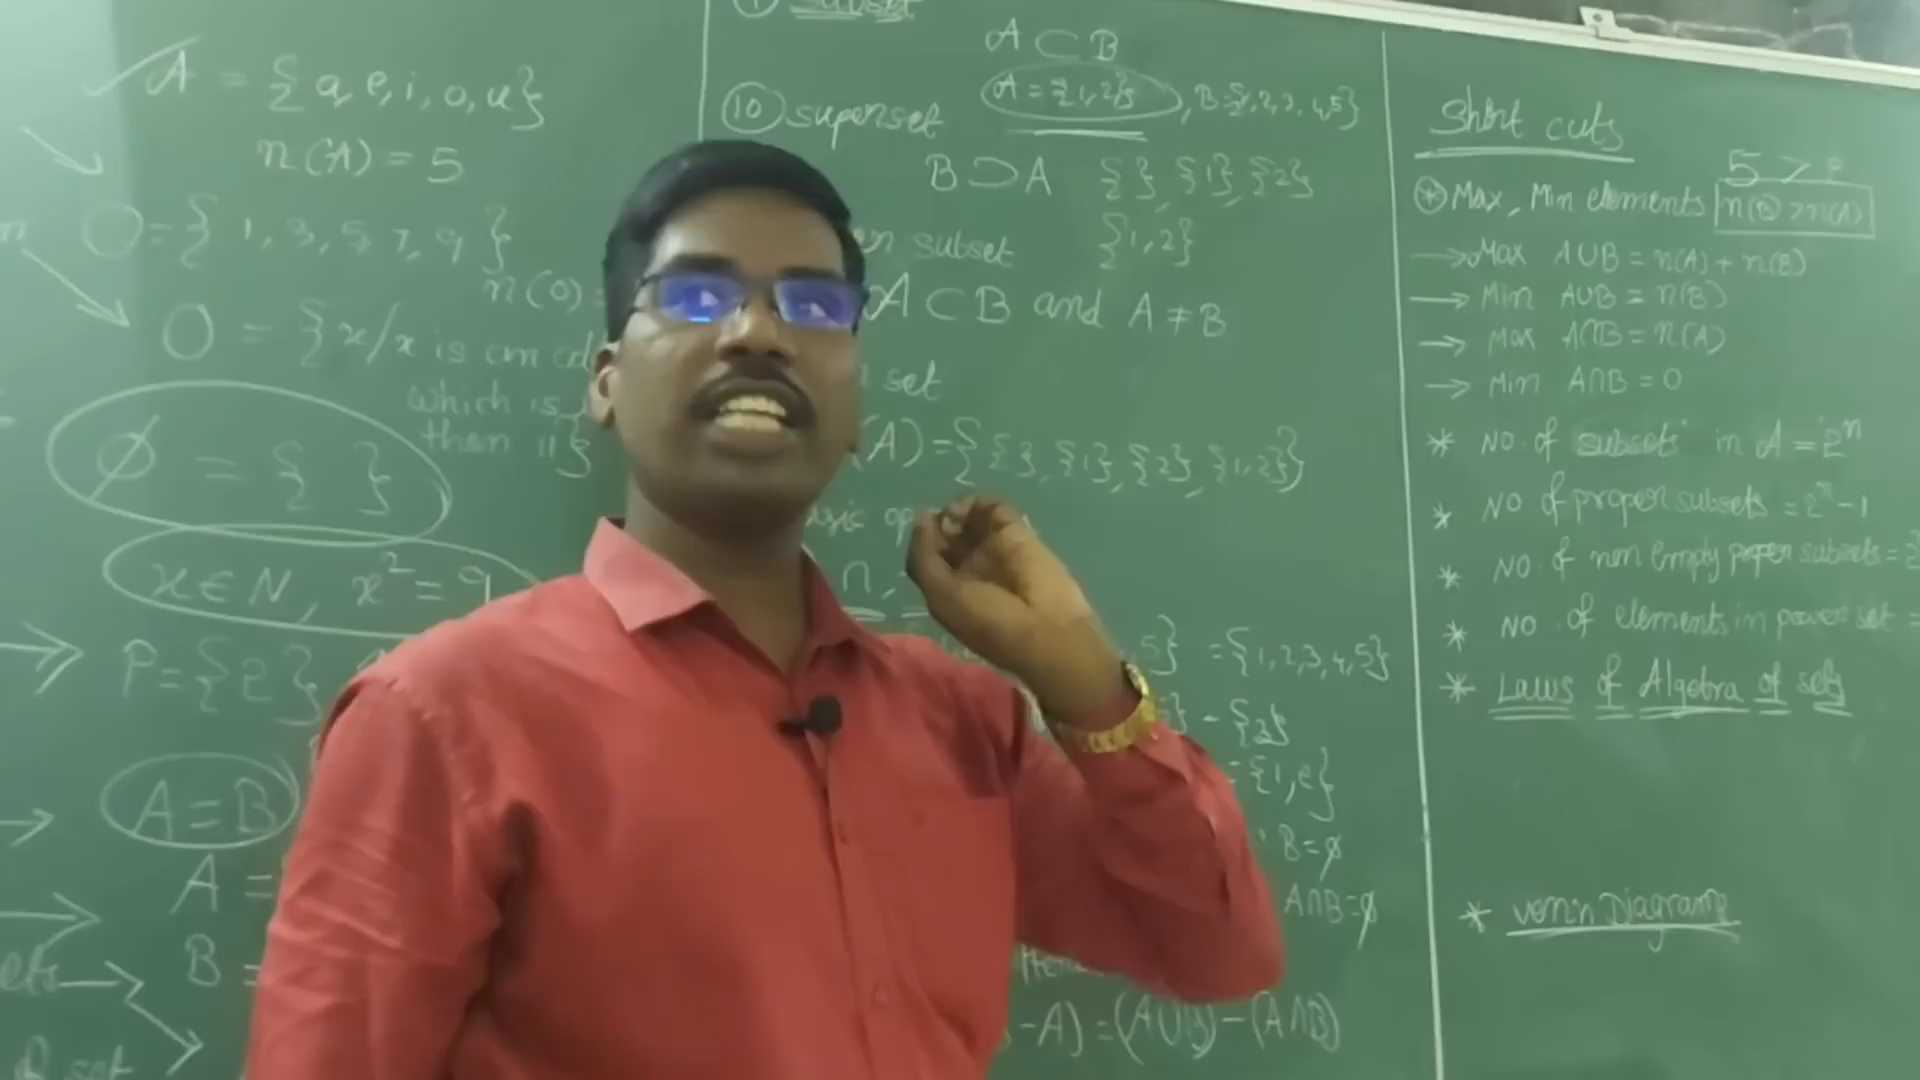 A = {a, e, i, o, u}
n(A) = 5
O = { 1, 3, 5, 7, 9 }
n(O) =
O = {x/x is an
which is
than 11}
ϕ = { }
x∈N, x² = 9
P = {2}
A = B
A =
B =
set
subset
A ⊂ B
A = {1,2}, B = {1,2,3,4,5}
⑩ superset
B ⊃ A { }, {1}, {2}
{1,2}
subset
A ⊂ B and A ≠ B
set
(A) = { { }, {1}, {2}, {1,2}}
∩,
5} = {1,2,3,4,5}
} - {2}
= {1,e}
B = ϕ
A∩B = ϕ
- A) = (A∪B) - (A∩B)
Short cuts
5 > 2
* Max, Min elements n(B) > n(A)
→ Max A∪B = n(A) + n(B)
→ Min A∪B = n(B)
→ Max A∩B = n(A)
→ Min A∩B = 0
* NO of subsets in A = 2ⁿ
* NO of proper subsets = 2ⁿ - 1
* NO of non empty proper subsets = 2
* NO of elements in power set =
* Laws of Algebra of sets
* venn Diagrams